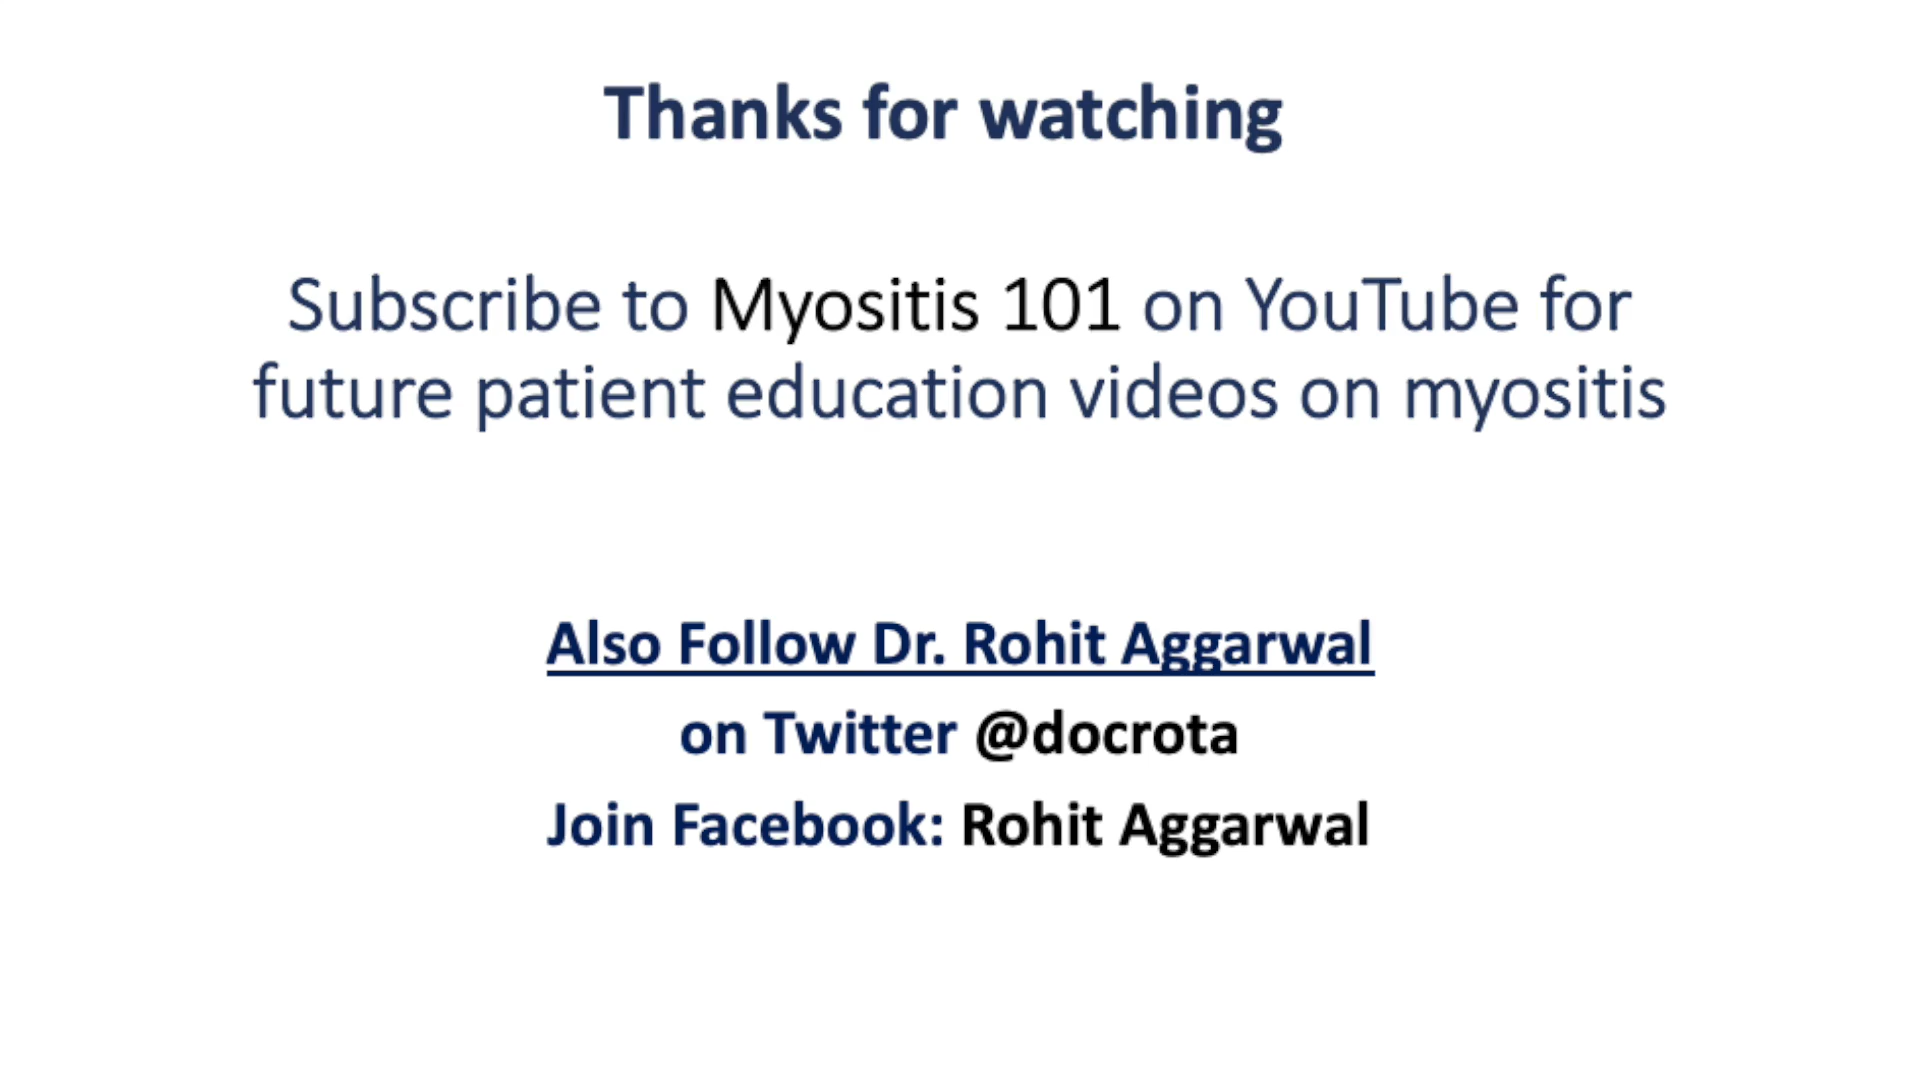 Thanks for watching
Subscribe to Myositis 101 on YouTube for
future patient education videos on myositis
Also Follow Dr. Rohit Aggarwal
on Twitter @docrota
Join Facebook: Rohit Aggarwal